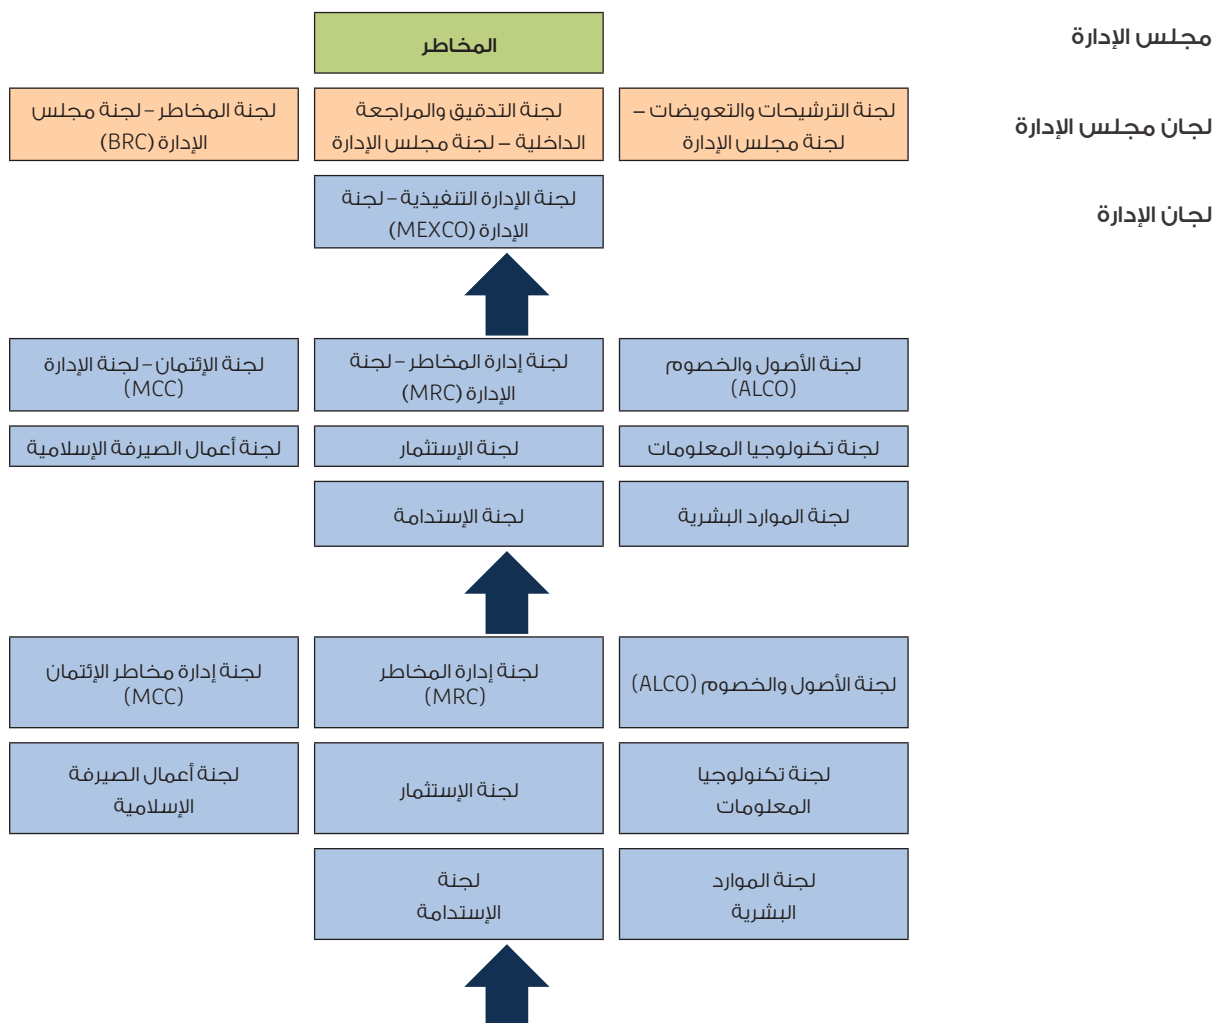 مجلس الإدارة
المخاطر
لجان مجلس الإدارة
لجنة الترشيحات والتعويضات –
لجنة مجلس الإدارة
لجنة التدقيق والمراجعة
الداخلية – لجنة مجلس الإدارة
لجنة المخاطر – لجنة مجلس
الإدارة (BRC)
لجان الإدارة
لجنة الإدارة التنفيذية – لجنة
الإدارة (MEXCO)
لجنة الأصول والخصوم
(ALCO)
لجنة إدارة المخاطر – لجنة
الإدارة (MRC)
لجنة الإئتمان – لجنة الإدارة
(MCC)
لجنة تكنولوجيا المعلومات
لجنة الإستثمار
لجنة أعمال الصيرفة الإسلامية
لجنة الموارد البشرية
لجنة الإستدامة
لجنة الأصول والخصوم (ALCO)
لجنة إدارة المخاطر
(MRC)
لجنة إدارة مخاطر الإئتمان
(MCC)
لجنة تكنولوجيا
المعلومات
لجنة الإستثمار
لجنة أعمال الصيرفة
الإسلامية
لجنة الموارد
البشرية
لجنة
الإستدامة